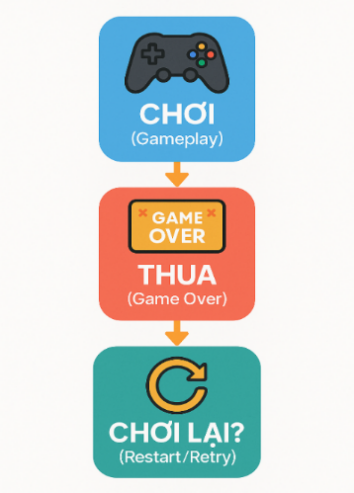 CHƠI
(Gameplay)
GAME
OVER
THUA
(Game Over)
CHƠI LẠI?
(Restart/Retry)